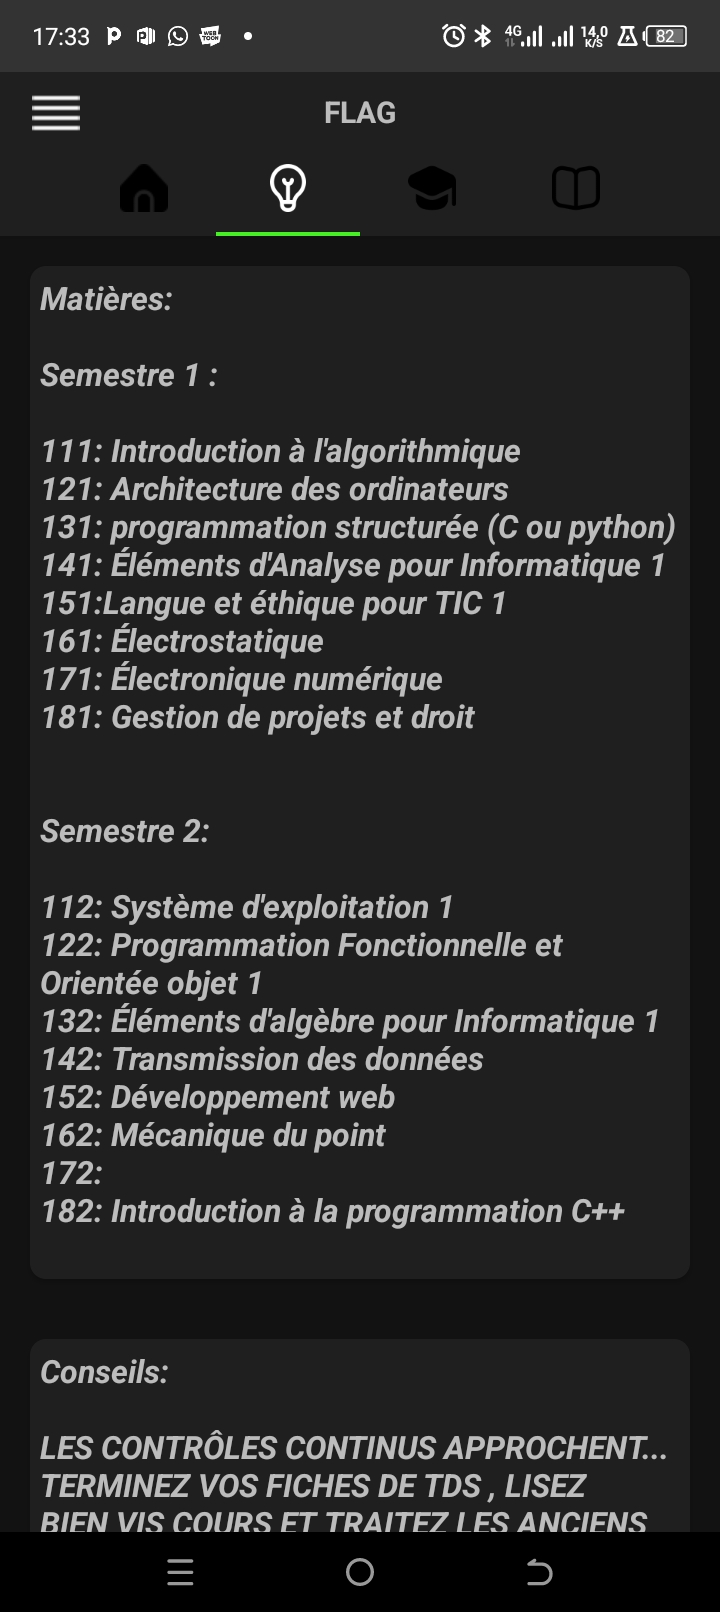 17:33
4G
14,0
K/S
82
WEB
TOON
FLAG
Matières:
Semestre 1 :
111: Introduction à l'algorithmique
121: Architecture des ordinateurs
131: programmation structurée (C ou python)
141: Éléments d'Analyse pour Informatique 1
151:Langue et éthique pour TIC 1
161: Électrostatique
171: Électronique numérique
181: Gestion de projets et droit
Semestre 2:
112: Système d'exploitation 1
122: Programmation Fonctionnelle et
Orientée objet 1
132: Éléments d'algèbre pour Informatique 1
142: Transmission des données
152: Développement web
162: Mécanique du point
172:
182: Introduction à la programmation C++
Conseils:
LES CONTRÔLES CONTINUS APPROCHENT...
TERMINEZ VOS FICHES DE TDS , LISEZ
BIEN VIS COURS ET TRAITEZ LES ANCIENS